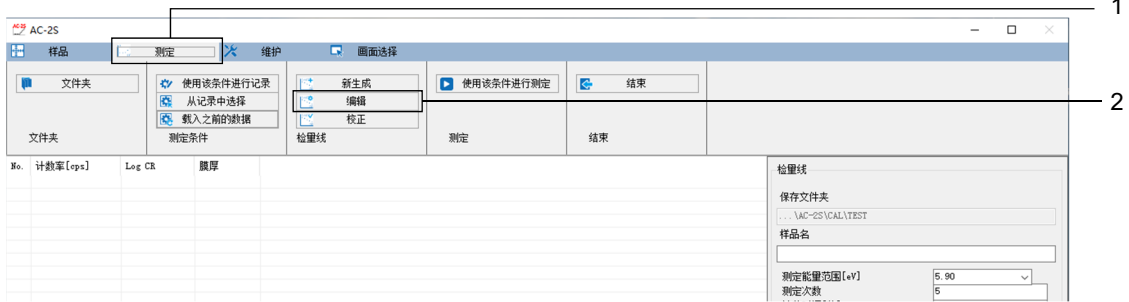 1
AC-2S
样品 测定 维护 画面选择
文件夹 使用该条件进行记录 新生成 使用该条件进行测定 结束
从记录中选择 编辑 2
载入之前的数据 校正
文件夹 测定条件 检量线 测定 结束
No. 计数率[cps] Log CR 膜厚
检量线
保存文件夹
...\AC-2S\CAL\TEST
样品名
测定能量范围[eV] 5.90
测定次数 5